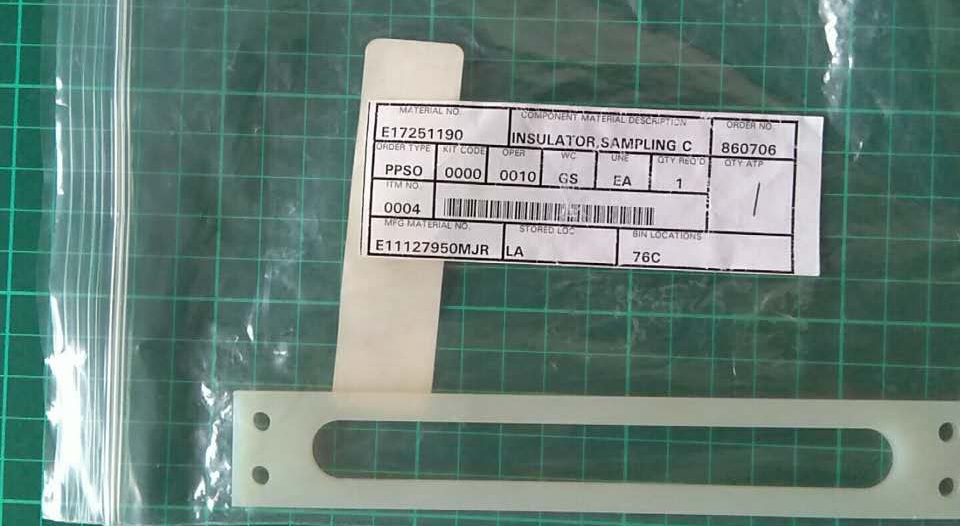 MATERIAL NO. COMPONENT MATERIAL DESCRIPTION ORDER NO.
E17251190 INSULATOR,SAMPLING C 860706
ORDER TYPE KIT CODE OPER WC UNE QTY REQ'D QTY ATP
PPSO 0000 0010 GS EA 1 1
ITM NO.
0004
MFG MATERIAL NO. STORED LOC BIN LOCATIONS
E11127950MJR LA 76C